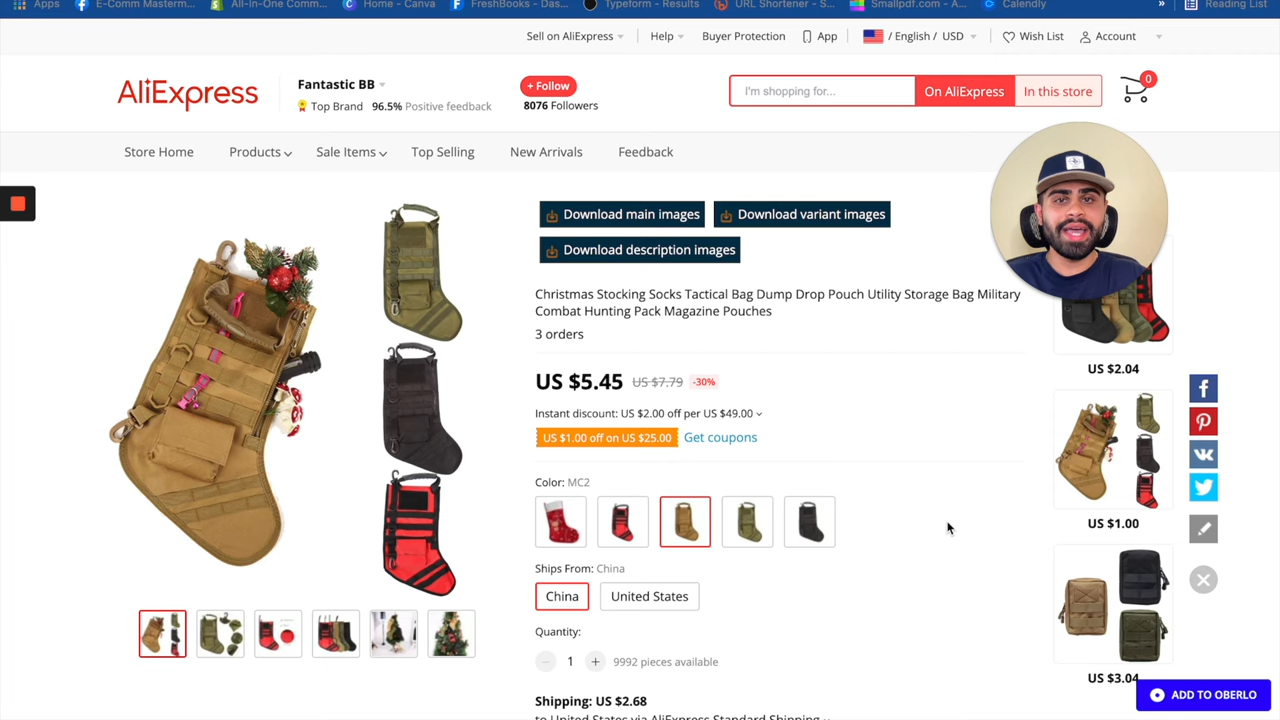 Apps
E-Comm Masterm...
All-In-One Comm...
Home - Canva
FreshBooks - Das...
Typeform - Results
URL Shortener - S...
Smallpdf.com - A...
Calendly
»
Reading List
Sell on AliExpress
Help
Buyer Protection
App
/ English / USD
Wish List
Account
AliExpress
Fantastic BB
Top Brand 96.5% Positive feedback
+ Follow
8076 Followers
I'm shopping for...
On AliExpress
In this store
0
Store Home
Products
Sale Items
Top Selling
New Arrivals
Feedback
Download main images
Download variant images
Download description images
Christmas Stocking Socks Tactical Bag Dump Drop Pouch Utility Storage Bag Military
Combat Hunting Pack Magazine Pouches
3 orders
US $5.45 US $7.79 -30%
Instant discount: US $2.00 off per US $49.00
US $1.00 off on US $25.00 Get coupons
Color: MC2
Ships From: China
China
United States
Quantity:
1
9992 pieces available
Shipping: US $2.68
to United States via AliExpress Standard Shipping
US $2.04
US $1.00
US $3.04
ADD TO OBERLO